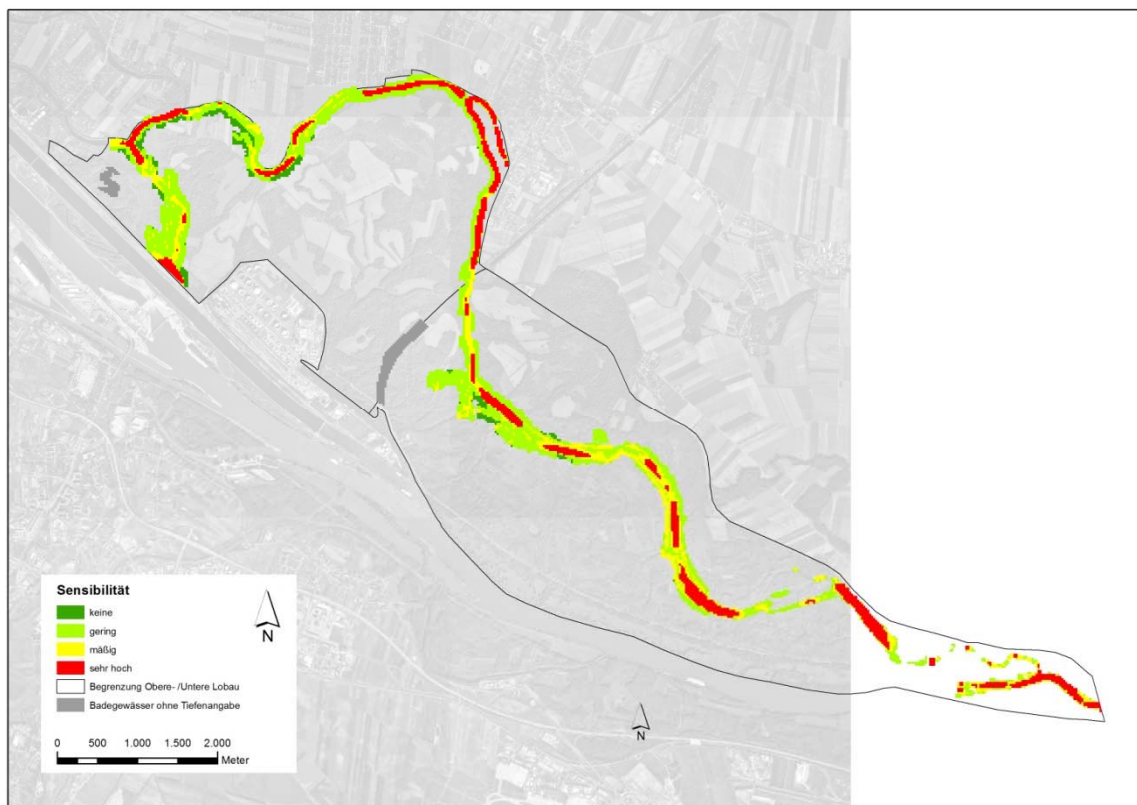 Sensibilität
keine
gering
mäßig
sehr hoch
Begrenzung Obere- /Untere Lobau
Badegewässer ohne Tiefenangabe
N
0 500 1.000 1.500 2.000
Meter
N